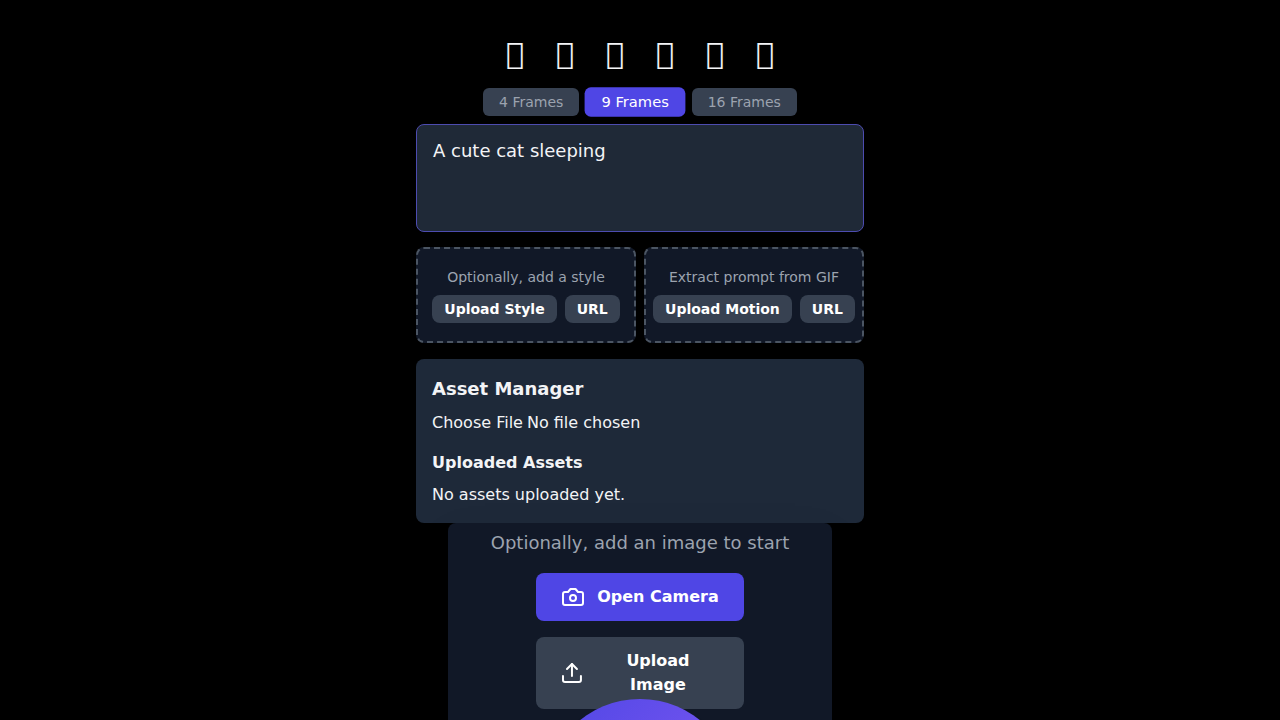 4 Frames 9 Frames 16 Frames
A cute cat sleeping
Optionally, add a style
Upload Style URL
Extract prompt from GIF
Upload Motion URL
Asset Manager
Choose File No file chosen
Uploaded Assets
No assets uploaded yet.
Optionally, add an image to start
Open Camera
Upload
Image